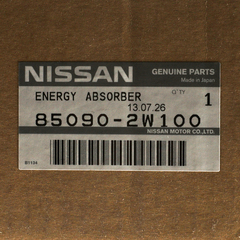 NISSAN
GENUINE PARTS
Made in Japan
ENERGY ABSORBER
Q'TY
1
13.07.26
85090-2W100
NISSAN MOTOR CO.,LTD.